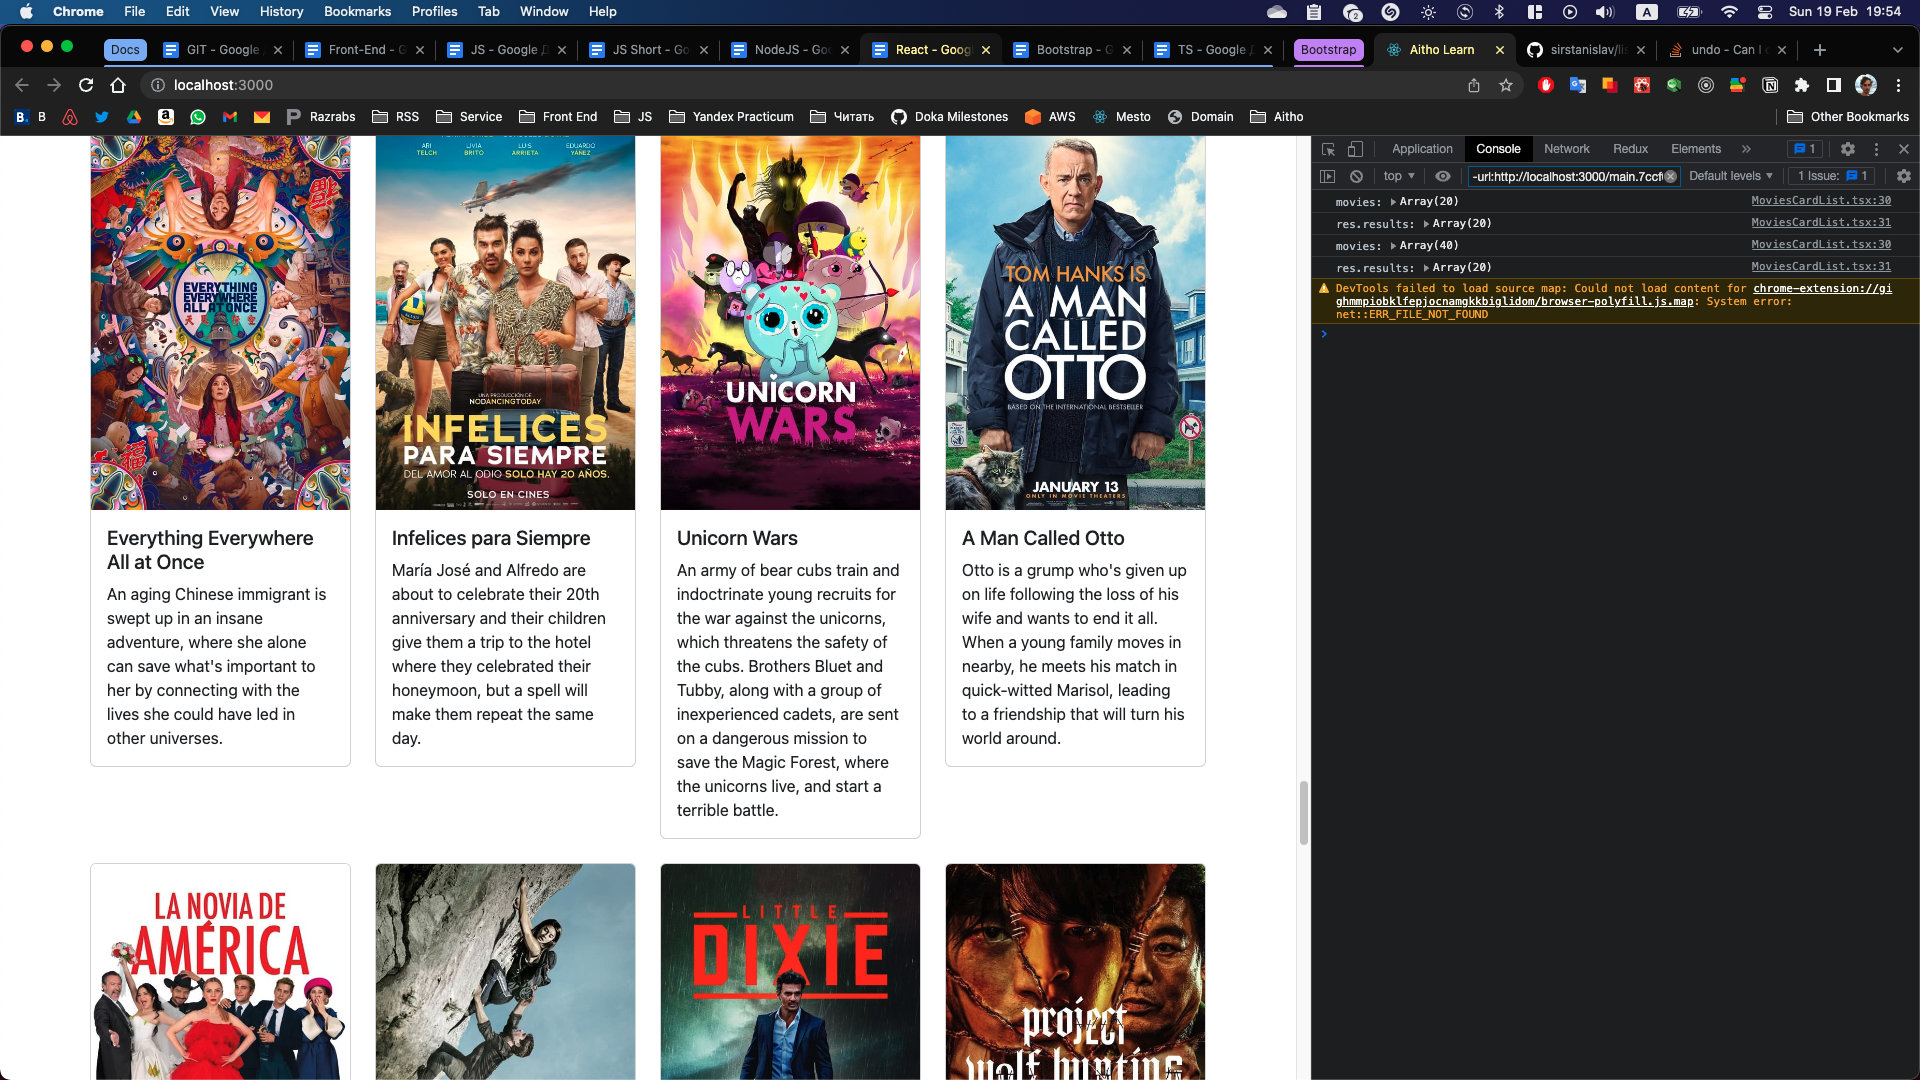 Chrome File Edit View History Bookmarks Profiles Tab Window Help
2 A Sun 19 Feb 19:54
Docs
GIT - Google
Front-End - G
JS - Google Д
JS Short - Go
NodeJS - Goo
React - Goog
Bootstrap - G
TS - Google Д
Bootstrap
Aitho Learn
sirstanislav/lis
undo - Can I
localhost:3000
B. B
Razrabs
RSS
Service
Front End
JS
Yandex Practicum
Читать
Doka Milestones
AWS
Mesto
Domain
Aitho
Other Bookmarks
EVERYTHING
EVERYWHERE
ALL AT ONCE
ARI TELCH
LIVIA BRITO
LUIS ARRIETA
EDUARDO YÁÑEZ
UNA PRODUCCIÓN DE
NODANCINGTODAY
INFELICES
PARA SIEMPRE
DEL AMOR AL ODIO SOLO HAY 20 AÑOS.
SOLO EN CINES
UNICORN
WARS
TOM HANKS IS
A MAN
CALLED
OTTO
BASED ON THE INTERNATIONAL BESTSELLER
JANUARY 13
ONLY IN MOVIE THEATERS
Everything Everywhere
All at Once
An aging Chinese immigrant is
swept up in an insane
adventure, where she alone
can save what's important to
her by connecting with the
lives she could have led in
other universes.
Infelices para Siempre
María José and Alfredo are
about to celebrate their 20th
anniversary and their children
give them a trip to the hotel
where they celebrated their
honeymoon, but a spell will
make them repeat the same
day.
Unicorn Wars
An army of bear cubs train and
indoctrinate young recruits for
the war against the unicorns,
which threatens the safety of
the cubs. Brothers Bluet and
Tubby, along with a group of
inexperienced cadets, are sent
on a dangerous mission to
save the Magic Forest, where
the unicorns live, and start a
terrible battle.
A Man Called Otto
Otto is a grump who's given up
on life following the loss of his
wife and wants to end it all.
When a young family moves in
nearby, he meets his match in
quick-witted Marisol, leading
to a friendship that will turn his
world around.
LA NOVIA DE
AMÉRICA
LITTLE
DIXIE
project
wolf hunting
Application Console Network Redux Elements » 1
top -url:http://localhost:3000/main.7ccf Default levels 1 Issue: 1
movies: Array(20) MoviesCardList.tsx:30
res.results: Array(20) MoviesCardList.tsx:31
movies: Array(40) MoviesCardList.tsx:30
res.results: Array(20) MoviesCardList.tsx:31
DevTools failed to load source map: Could not load content for chrome-extension://gi
ghmmpiobklfepjocnamgkkbiglidom/browser-polyfill.js.map: System error:
net::ERR_FILE_NOT_FOUND